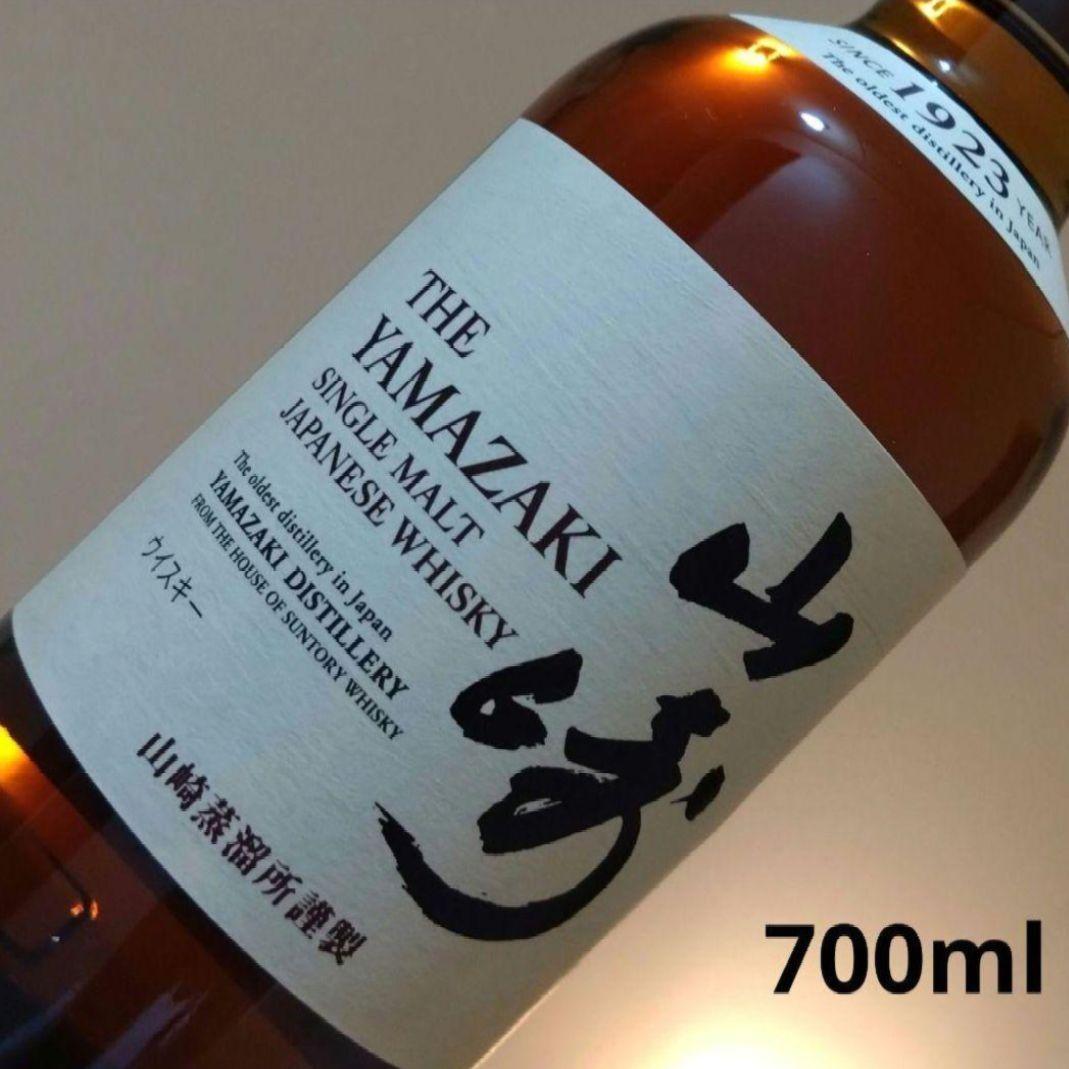 SINCE 1923 YEAR
The oldest distillery in Japan
THE
YAMAZAKI
SINGLE MALT
JAPANESE WHISKY
The oldest distillery in Japan
YAMAZAKI DISTILLERY
FROM THE HOUSE OF SUNTORY WHISKY
ウイスキー
山崎
山崎蒸溜所謹製
700ml